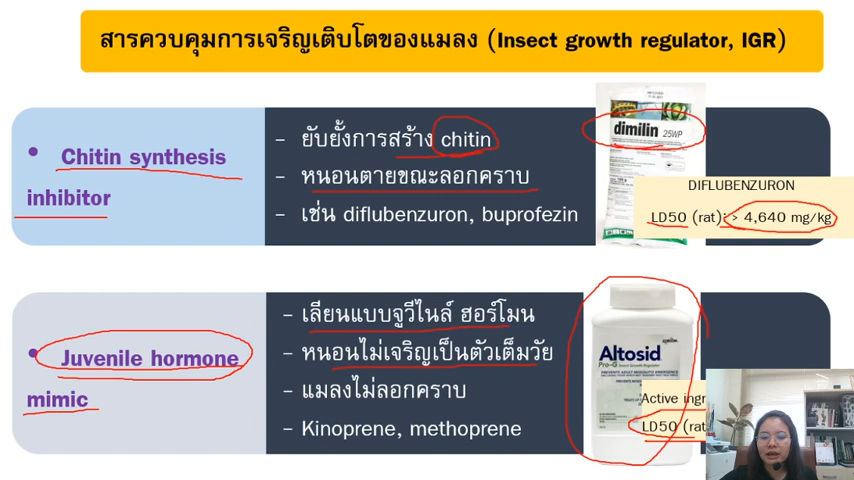 สารควบคุมการเจริญเติบโตของแมลง (Insect growth regulator, IGR)
• Chitin synthesis
inhibitor
- ยับยั้งการสร้าง chitin
- หนอนตายขณะลอกคราบ
- เช่น diflubenzuron, buprofezin
dimilin 25WP
DIFLUBENZURON
LD50 (rat): > 4,640 mg/kg
• Juvenile hormone
mimic
- เลียนแบบจูวีไนล์ ฮอร์โมน
- หนอนไม่เจริญเป็นตัวเต็มวัย
- แมลงไม่ลอกคราบ
- Kinoprene, methoprene
Altosid
Pro-G
PREVENTS ADULT MOSQUITO EMERGENCE
Active ingr
LD50 (rat